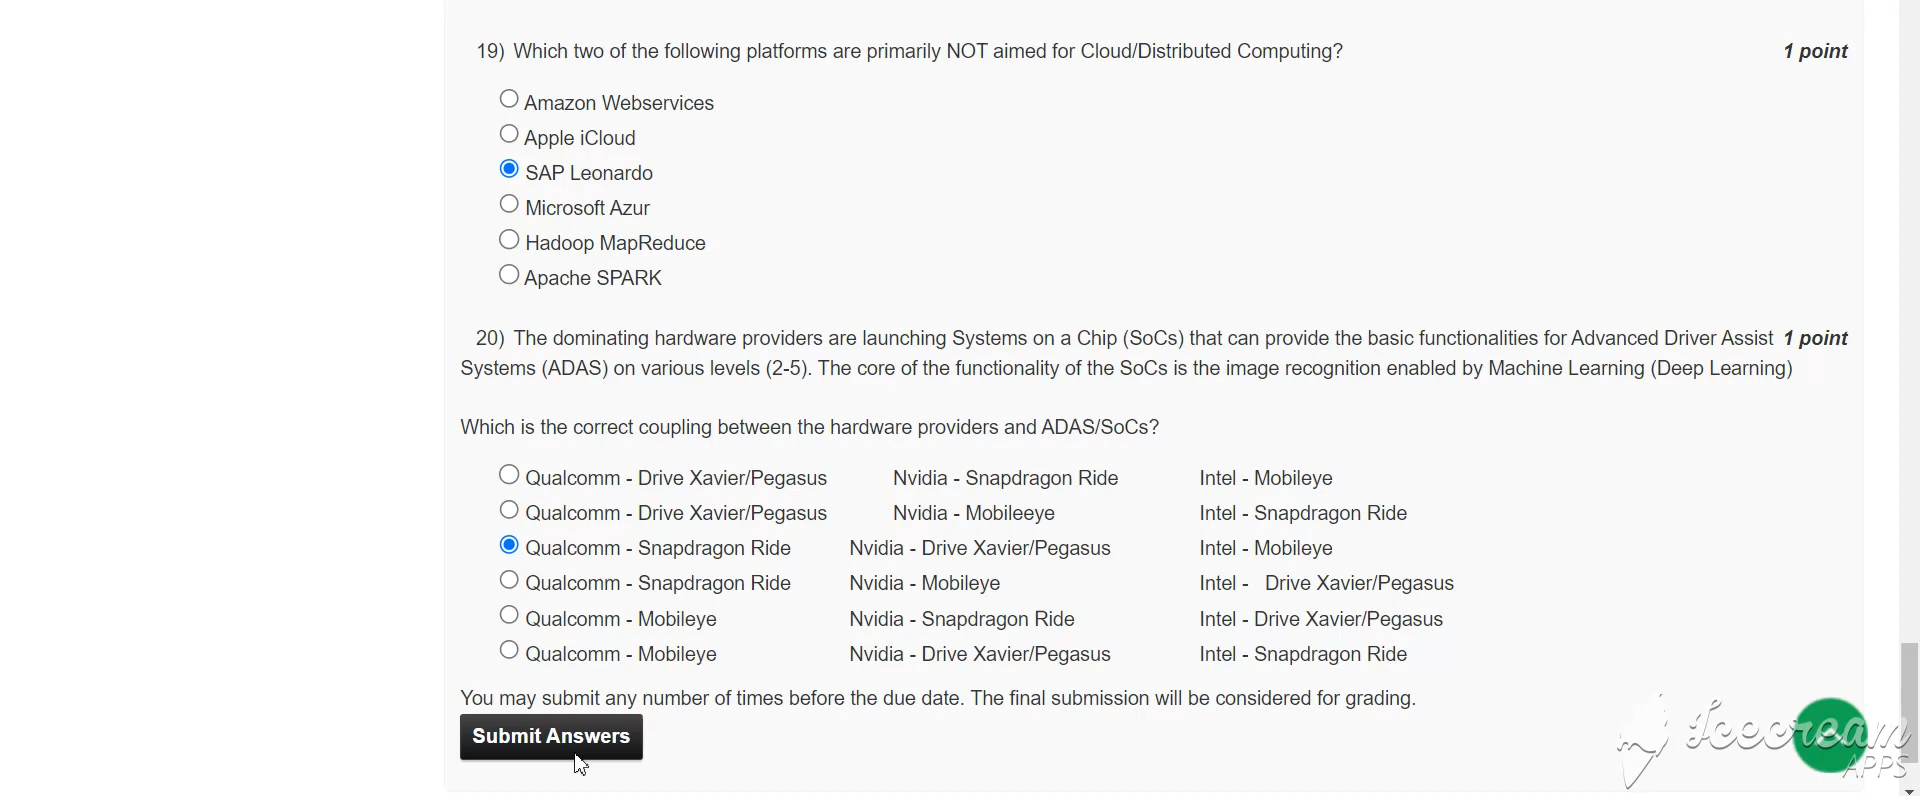 19) Which two of the following platforms are primarily NOT aimed for Cloud/Distributed Computing? 1 point
Amazon Webservices
Apple iCloud
SAP Leonardo
Microsoft Azur
Hadoop MapReduce
Apache SPARK
20) The dominating hardware providers are launching Systems on a Chip (SoCs) that can provide the basic functionalities for Advanced Driver Assist 1 point
Systems (ADAS) on various levels (2-5). The core of the functionality of the SoCs is the image recognition enabled by Machine Learning (Deep Learning)
Which is the correct coupling between the hardware providers and ADAS/SoCs?
Qualcomm - Drive Xavier/Pegasus Nvidia - Snapdragon Ride Intel - Mobileye
Qualcomm - Drive Xavier/Pegasus Nvidia - Mobileeye Intel - Snapdragon Ride
Qualcomm - Snapdragon Ride Nvidia - Drive Xavier/Pegasus Intel - Mobileye
Qualcomm - Snapdragon Ride Nvidia - Mobileye Intel - Drive Xavier/Pegasus
Qualcomm - Mobileye Nvidia - Snapdragon Ride Intel - Drive Xavier/Pegasus
Qualcomm - Mobileye Nvidia - Drive Xavier/Pegasus Intel - Snapdragon Ride
You may submit any number of times before the due date. The final submission will be considered for grading.
Submit Answers
Icecream
APPS